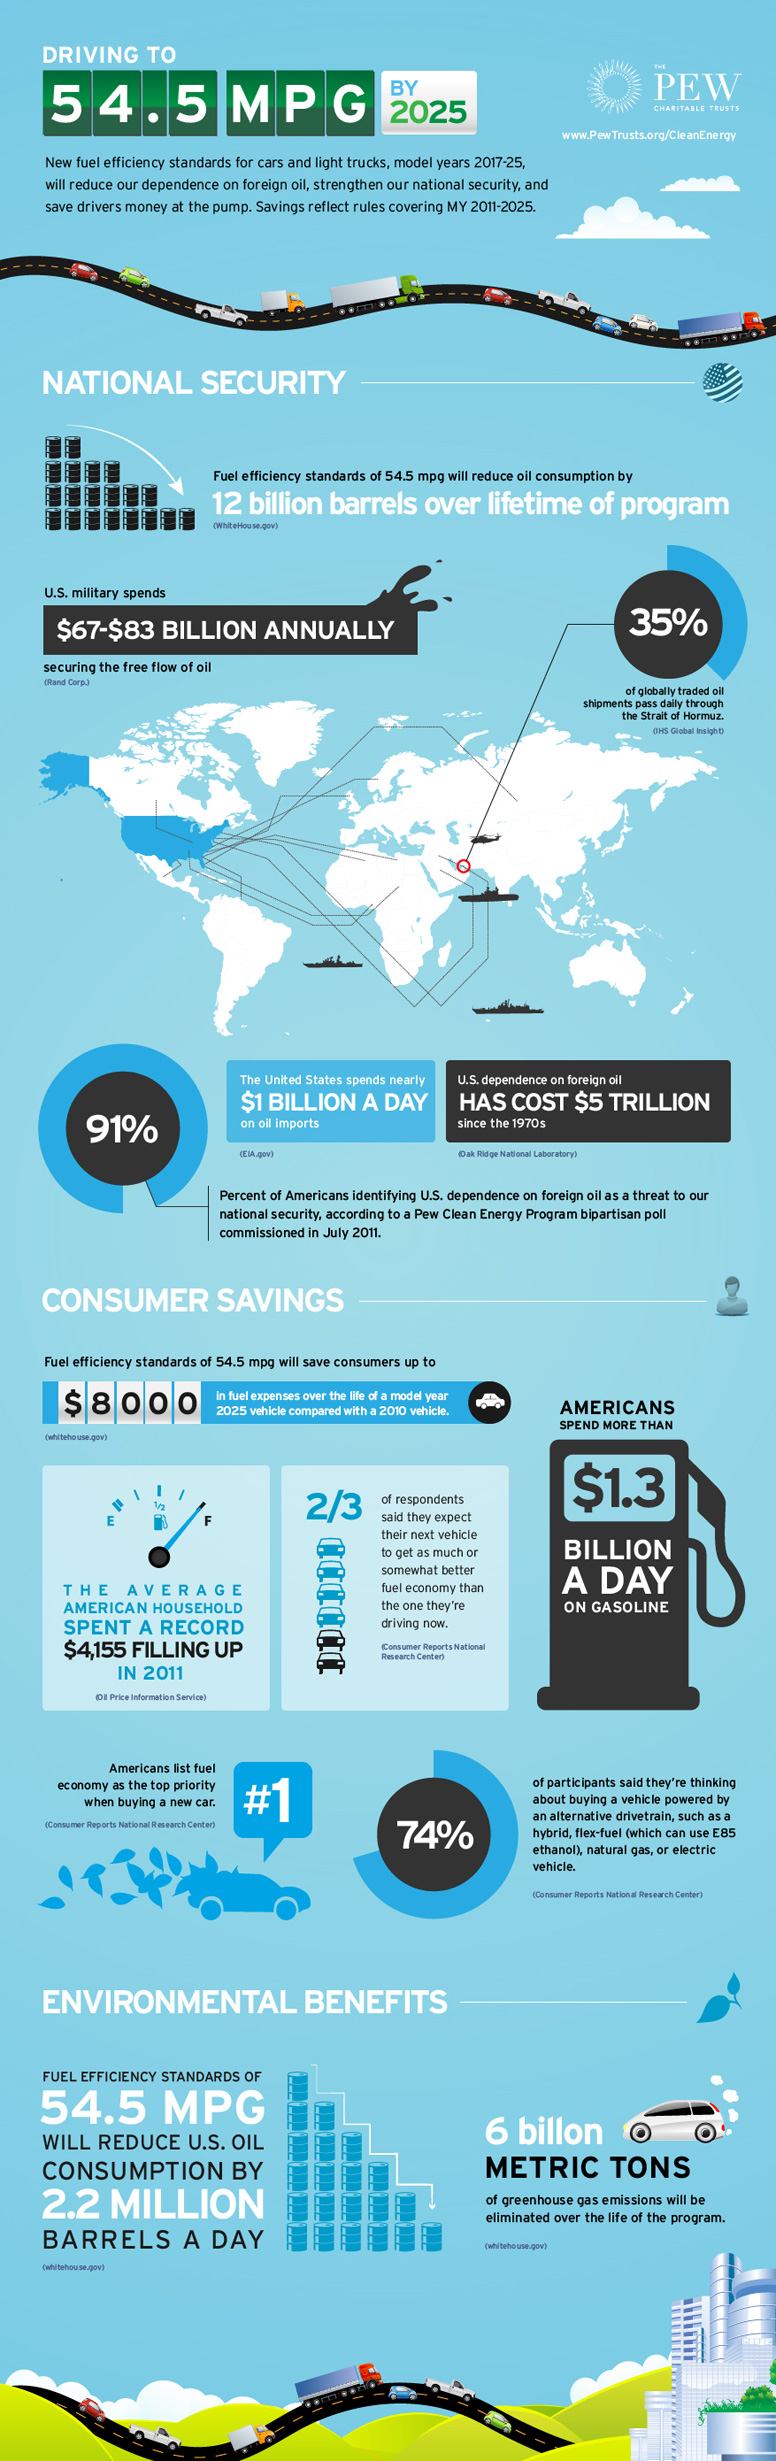 DRIVING TO
54.5 MPG
BY
2025
THE
PEW
CHARITABLE TRUSTS
www.PewTrusts.org/CleanEnergy
New fuel efficiency standards for cars and light trucks, model years 2017-25,
will reduce our dependence on foreign oil, strengthen our national security, and
save drivers money at the pump. Savings reflect rules covering MY 2011-2025.
NATIONAL SECURITY
Fuel efficiency standards of 54.5 mpg will reduce oil consumption by
12 billion barrels over lifetime of program
(WhiteHouse.gov)
U.S. military spends
$67-$83 BILLION ANNUALLY
securing the free flow of oil
(Rand Corp.)
35%
of globally traded oil
shipments pass daily through
the Strait of Hormuz.
(IHS Global Insight)
91%
The United States spends nearly
$1 BILLION A DAY
on oil imports
(EIA.gov)
U.S. dependence on foreign oil
HAS COST $5 TRILLION
since the 1970s
(Oak Ridge National Laboratory)
Percent of Americans identifying U.S. dependence on foreign oil as a threat to our
national security, according to a Pew Clean Energy Program bipartisan poll
commissioned in July 2011.
CONSUMER SAVINGS
Fuel efficiency standards of 54.5 mpg will save consumers up to
$8000
in fuel expenses over the life of a model year
2025 vehicle compared with a 2010 vehicle.
(whitehouse.gov)
AMERICANS
SPEND MORE THAN
$1.3
BILLION
A DAY
ON GASOLINE
E
1/2
F
THE AVERAGE
AMERICAN HOUSEHOLD
SPENT A RECORD
$4,155 FILLING UP
IN 2011
(Oil Price Information Service)
2/3
of respondents
said they expect
their next vehicle
to get as much or
somewhat better
fuel economy than
the one they're
driving now.
(Consumer Reports National
Research Center)
Americans list fuel
economy as the top priority
when buying a new car.
(Consumer Reports National Research Center)
#1
74%
of participants said they're thinking
about buying a vehicle powered by
an alternative drivetrain, such as a
hybrid, flex-fuel (which can use E85
ethanol), natural gas, or electric
vehicle.
(Consumer Reports National Research Center)
ENVIRONMENTAL BENEFITS
FUEL EFFICIENCY STANDARDS OF
54.5 MPG
WILL REDUCE U.S. OIL
CONSUMPTION BY
2.2 MILLION
BARRELS A DAY
(whitehouse.gov)
6 billon
METRIC TONS
of greenhouse gas emissions will be
eliminated over the life of the program.
(whitehouse.gov)